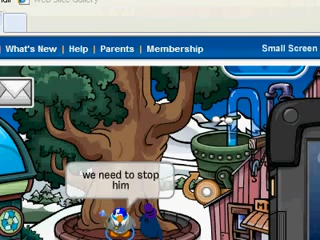 Web Slice Gallery
| What's New | Help | Parents | Membership
Small Screen
we need to stop
him
M